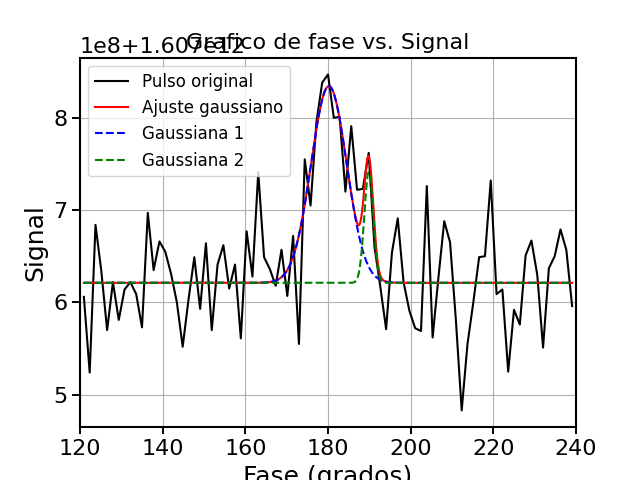 1e8+1.607e12
Grafico de fase vs. Signal
Pulso original
Ajuste gaussiano
Gaussiana 1
Gaussiana 2
Signal
8
7
6
5
120 140 160 180 200 220 240
Fase (grados)